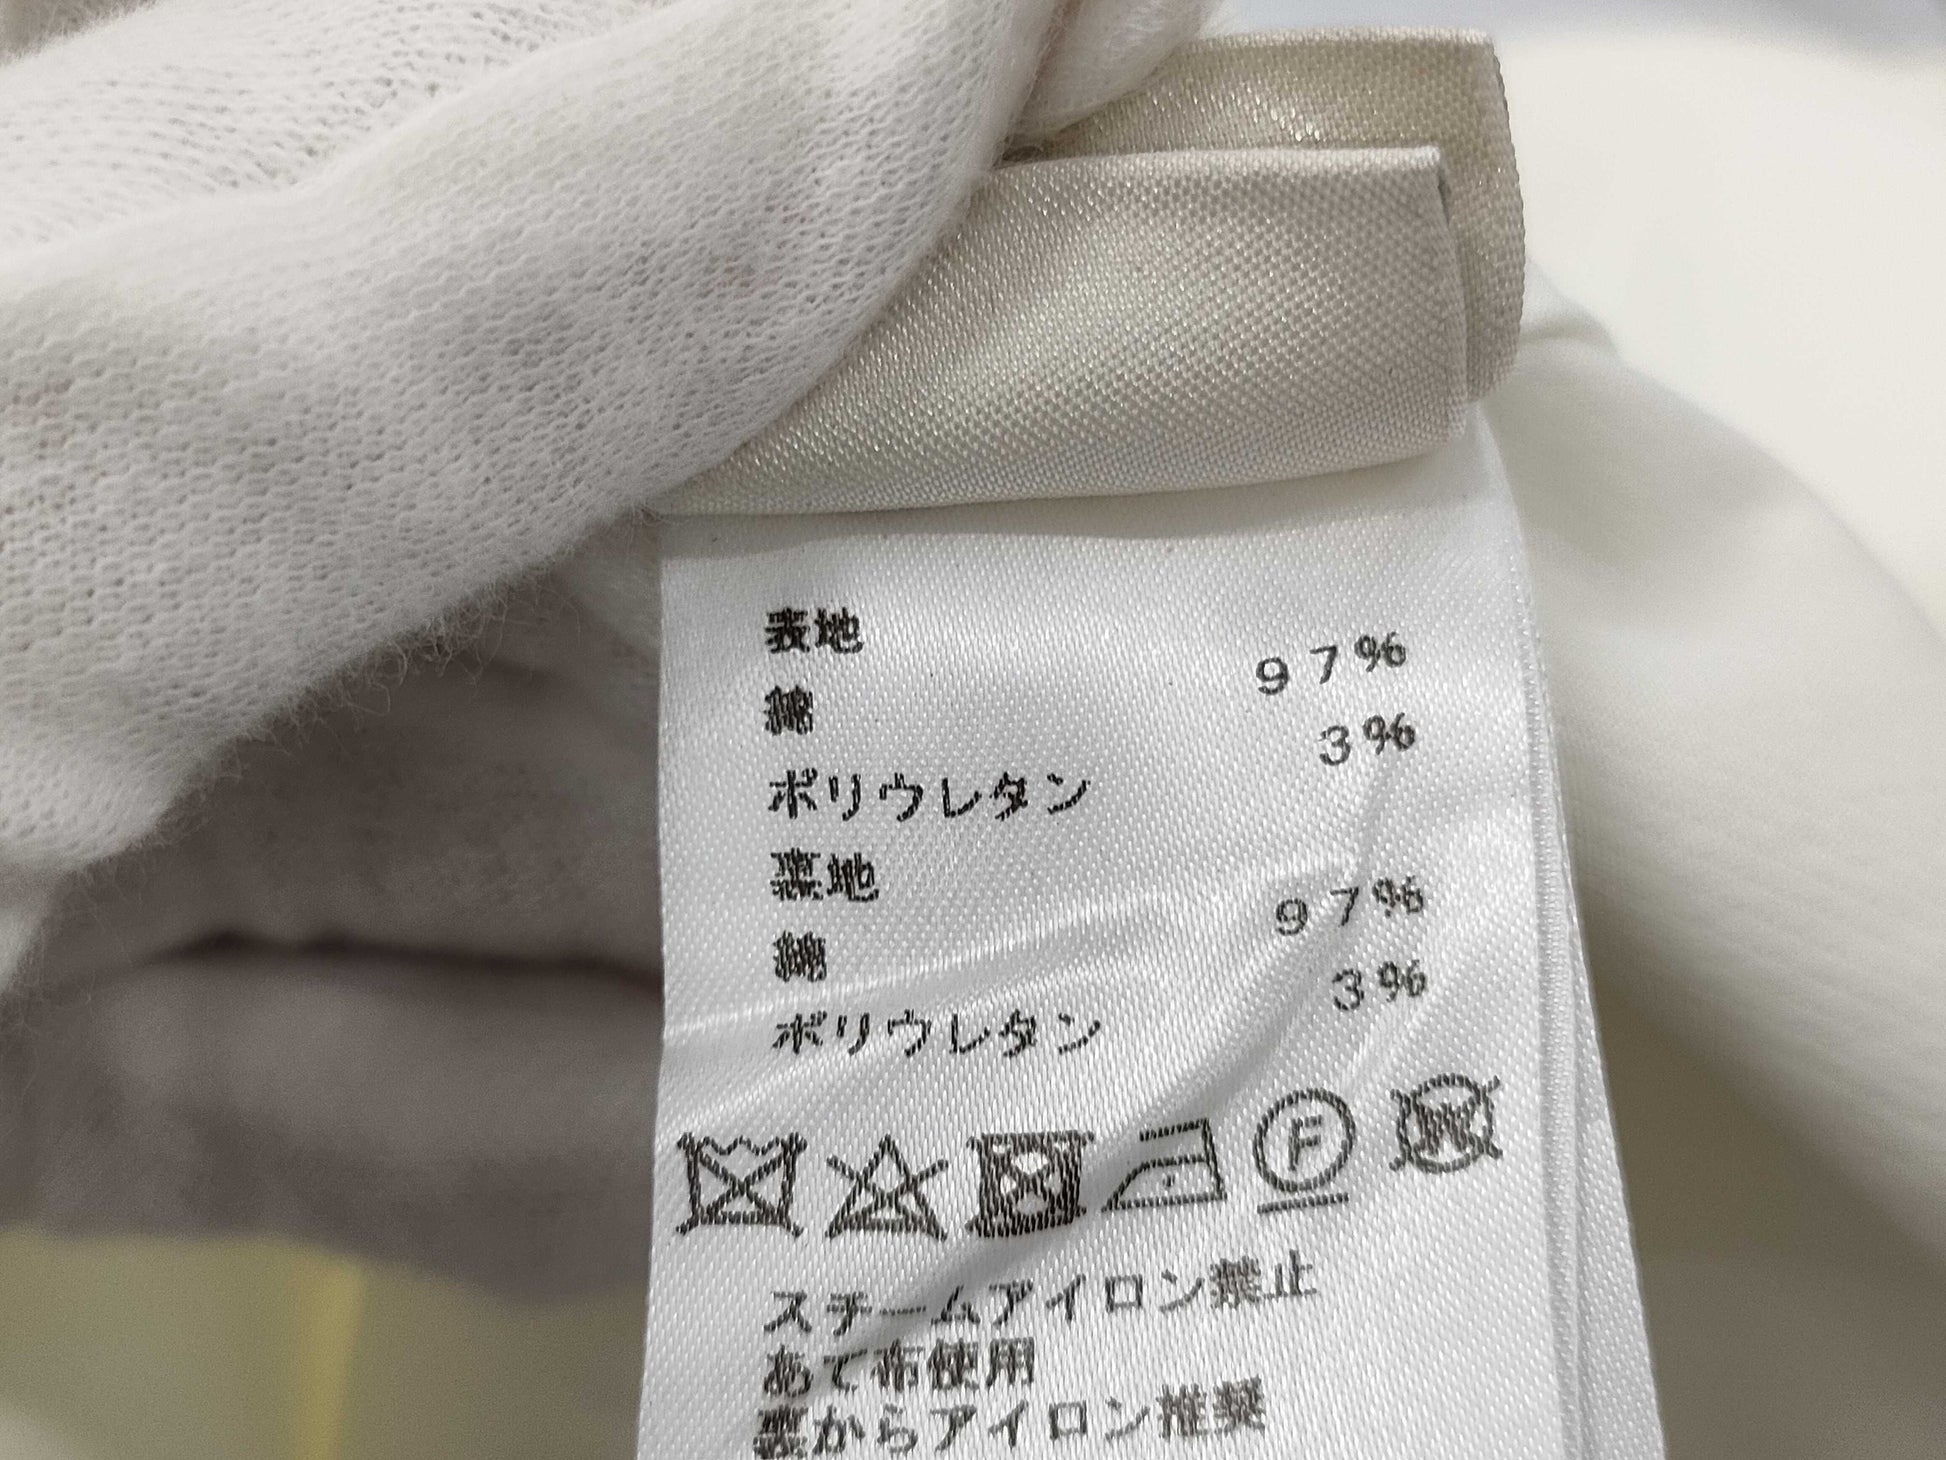 表地
綿 97%
ポリウレタン 3%
裏地
綿 97%
ポリウレタン 3%
F
W
スチームアイロン禁止
あて布使用
裏からアイロン推奨